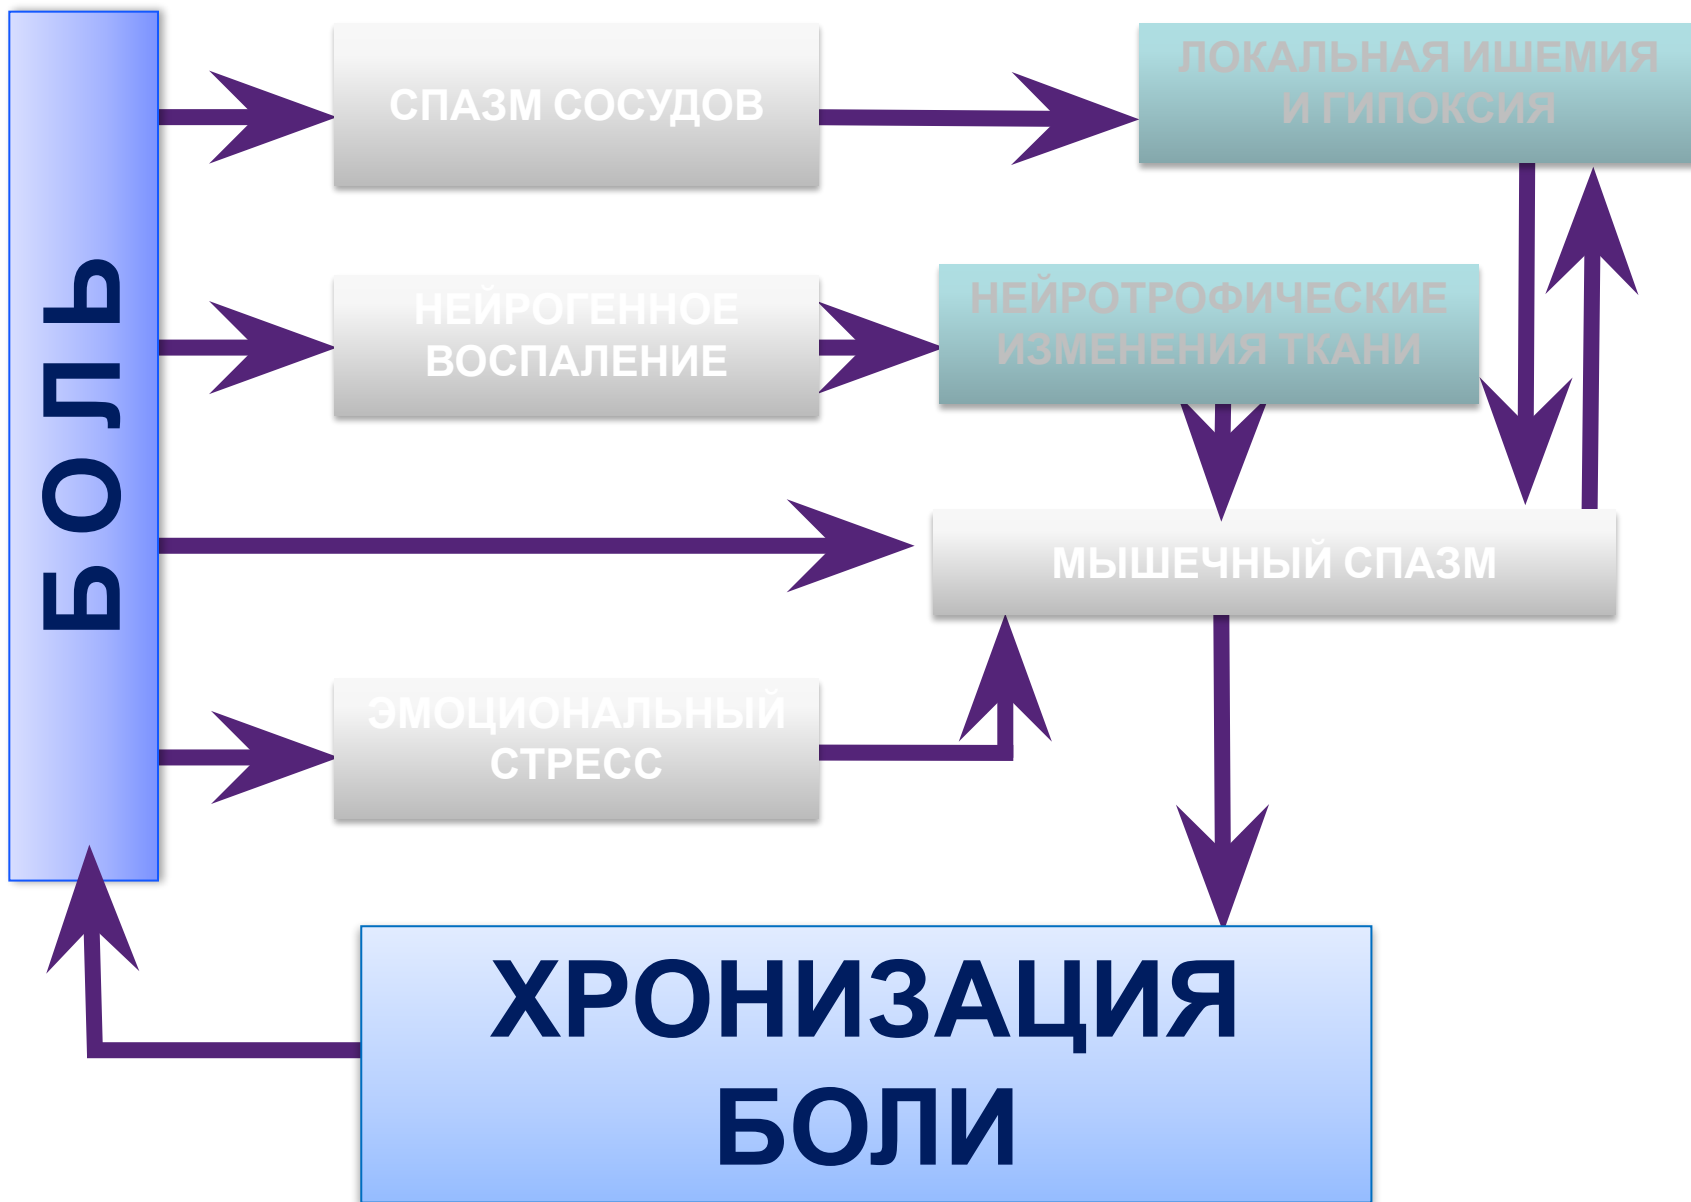 БОЛЬ
СПАЗМ СОСУДОВ
ЛОКАЛЬНАЯ ИШЕМИЯ
И ГИПОКСИЯ
НЕЙРОГЕННОЕ
ВОСПАЛЕНИЕ
НЕЙРОТРОФИЧЕСКИЕ
ИЗМЕНЕНИЯ ТКАНИ
МЫШЕЧНЫЙ СПАЗМ
ЭМОЦИОНАЛЬНЫЙ
СТРЕСС
ХРОНИЗАЦИЯ
БОЛИ